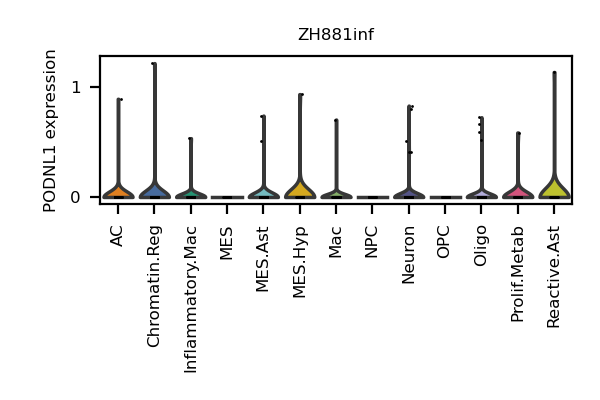 ZH881inf
PODNL1 expression
1
0
AC
Chromatin.Reg
Inflammatory.Mac
MES
MES.Ast
MES.Hyp
Mac
NPC
Neuron
OPC
Oligo
Prolif.Metab
Reactive.Ast